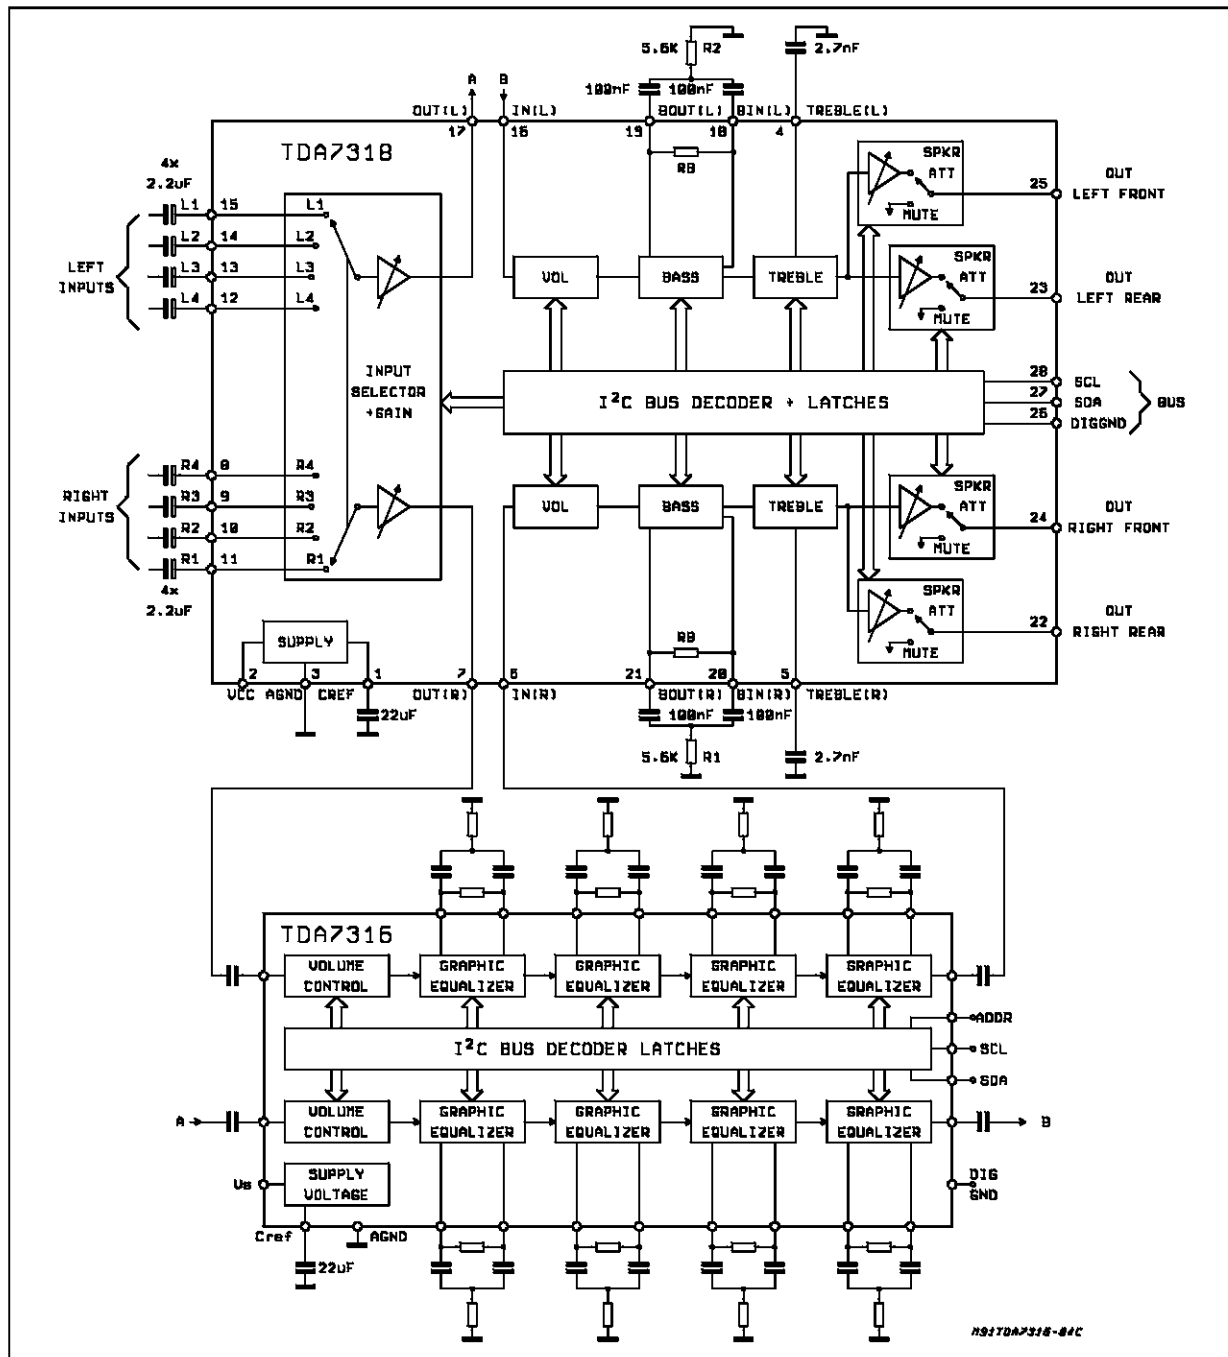 5.6K R2
2.7nF
A B
100nF 100nF
OUT(L) IN(L) BOUT(L) BIN(L) TREBLE(L)
17 16 19 18 4
TDA7318
4x
2.2uF
RB
SPKR
ATT
MUTE
25
OUT
LEFT FRONT
L1 15 L1
L2 14 L2
L3 13 L3
L4 12 L4
LEFT
INPUTS
VOL BASS TREBLE
SPKR
ATT
MUTE
23
OUT
LEFT REAR
INPUT
SELECTOR
+GAIN
I²C BUS DECODER + LATCHES
28 SCL
27 SDA
26 DIGGND
BUS
R4 8 R4
R3 9 R3
R2 10 R2
R1 11 R1
RIGHT
INPUTS
4x
2.2uF
VOL BASS TREBLE
SPKR
ATT
MUTE
24
OUT
RIGHT FRONT
SPKR
ATT
MUTE
22
OUT
RIGHT REAR
SUPPLY
RB
2 3 1 7 6 21 20 5
VCC AGND CREF OUT(R) IN(R) BOUT(R) BIN(R) TREBLE(R)
22uF
100nF 100nF
5.6K R1
2.7nF
TDA7316
VOLUME
CONTROL
GRAPHIC
EQUALIZER
GRAPHIC
EQUALIZER
GRAPHIC
EQUALIZER
GRAPHIC
EQUALIZER
ADDR
I²C BUS DECODER LATCHES
SCL
SDA
A
VOLUME
CONTROL
GRAPHIC
EQUALIZER
GRAPHIC
EQUALIZER
GRAPHIC
EQUALIZER
GRAPHIC
EQUALIZER
B
Vs
SUPPLY
VOLTAGE
DIG
GND
Cref AGND
22uF
M91TDA7316-04C